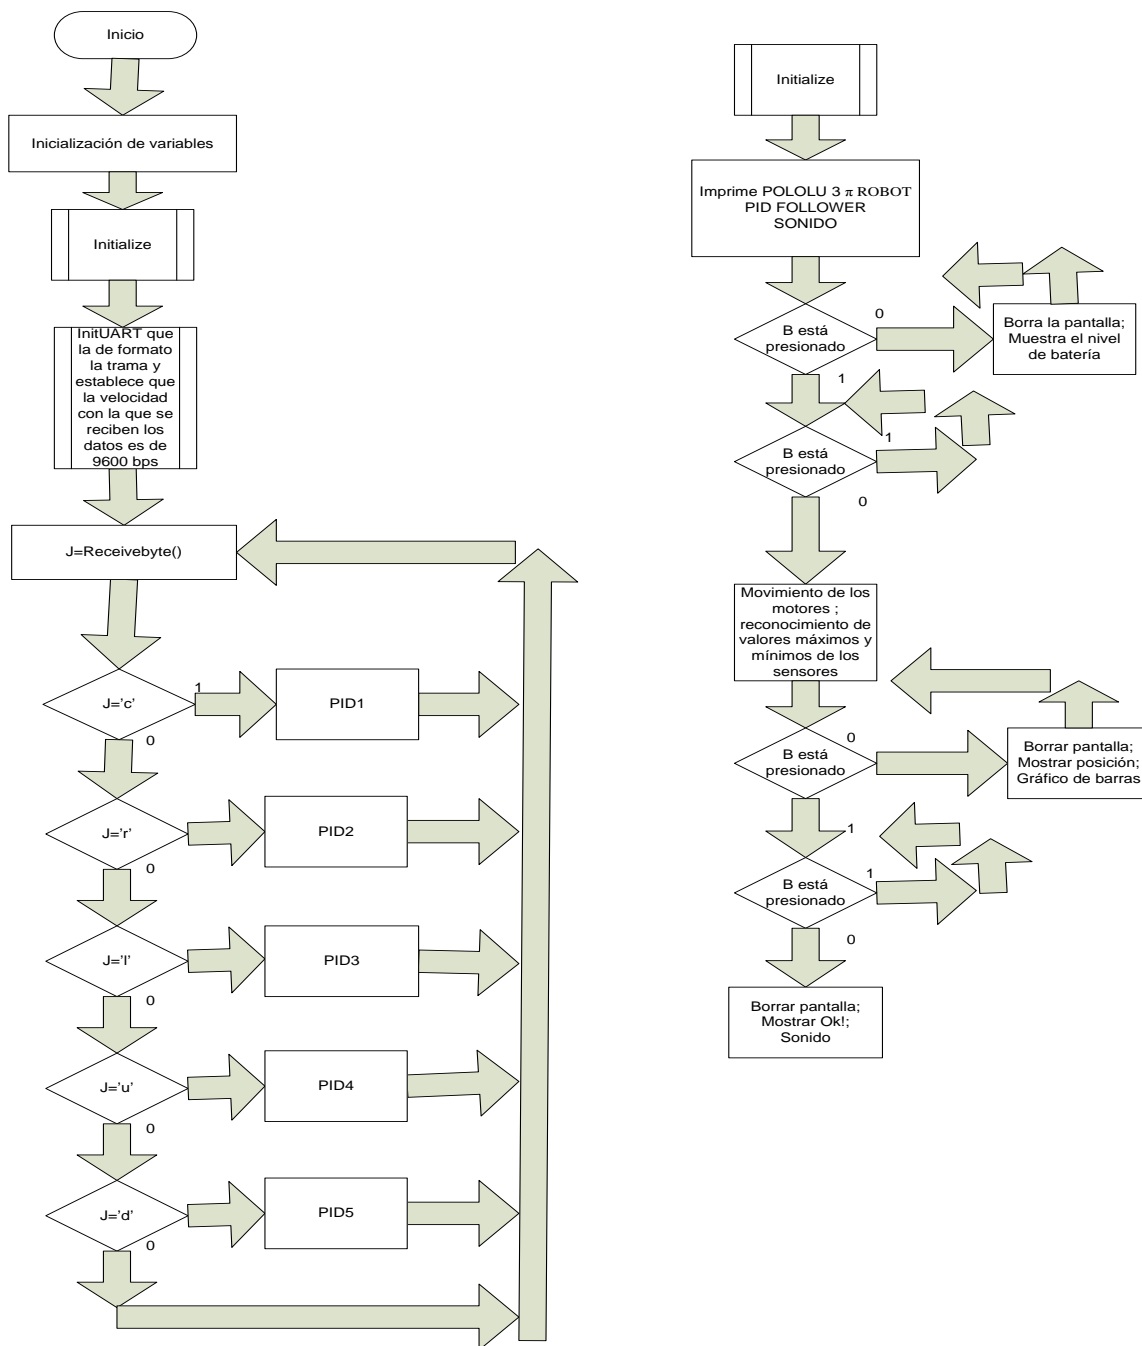 Inicio
Inicialización de variables
Initialize
InitUART que
la de formato
la trama y
establece que
la velocidad
con la que se
reciben los
datos es de
9600 bps
J=Receivebyte()
J='c'
1
PID1
0
J='r'
PID2
0
J='l'
PID3
0
J='u'
PID4
0
J='d'
PID5
0
Initialize
Imprime POLOLU 3 π ROBOT
PID FOLLOWER
SONIDO
B está
presionado
0
Borra la pantalla;
Muestra el nivel
de batería
1
B está
presionado
1
0
Movimiento de los
motores ;
reconocimiento de
valores máximos y
mínimos de los
sensores
B está
presionado
0
Borrar pantalla;
Mostrar posición;
Gráfico de barras
1
B está
presionado
1
0
Borrar pantalla;
Mostrar Ok!;
Sonido